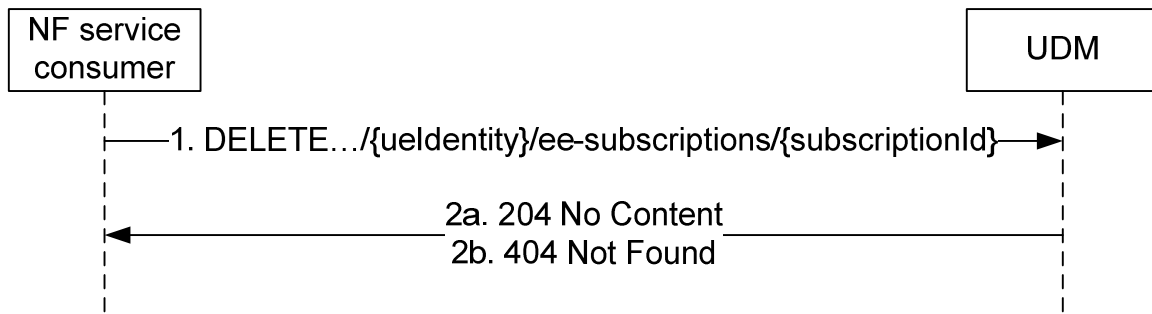 NF service
consumer
UDM
1. DELETE…/{ueIdentity}/ee-subscriptions/{subscriptionId}
2a. 204 No Content
2b. 404 Not Found